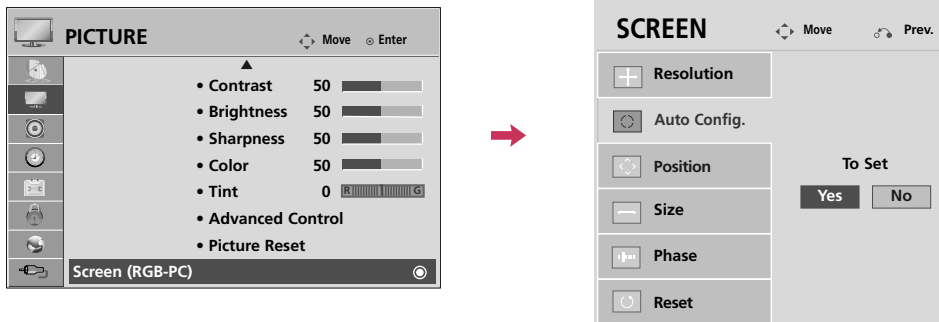 PICTURE Move Enter
• Contrast 50
• Brightness 50
• Sharpness 50
• Color 50
• Tint 0 R G
• Advanced Control
• Picture Reset
Screen (RGB-PC)
SCREEN Move Prev.
Resolution
Auto Config.
Position
Size
Phase
Reset
To Set
Yes No